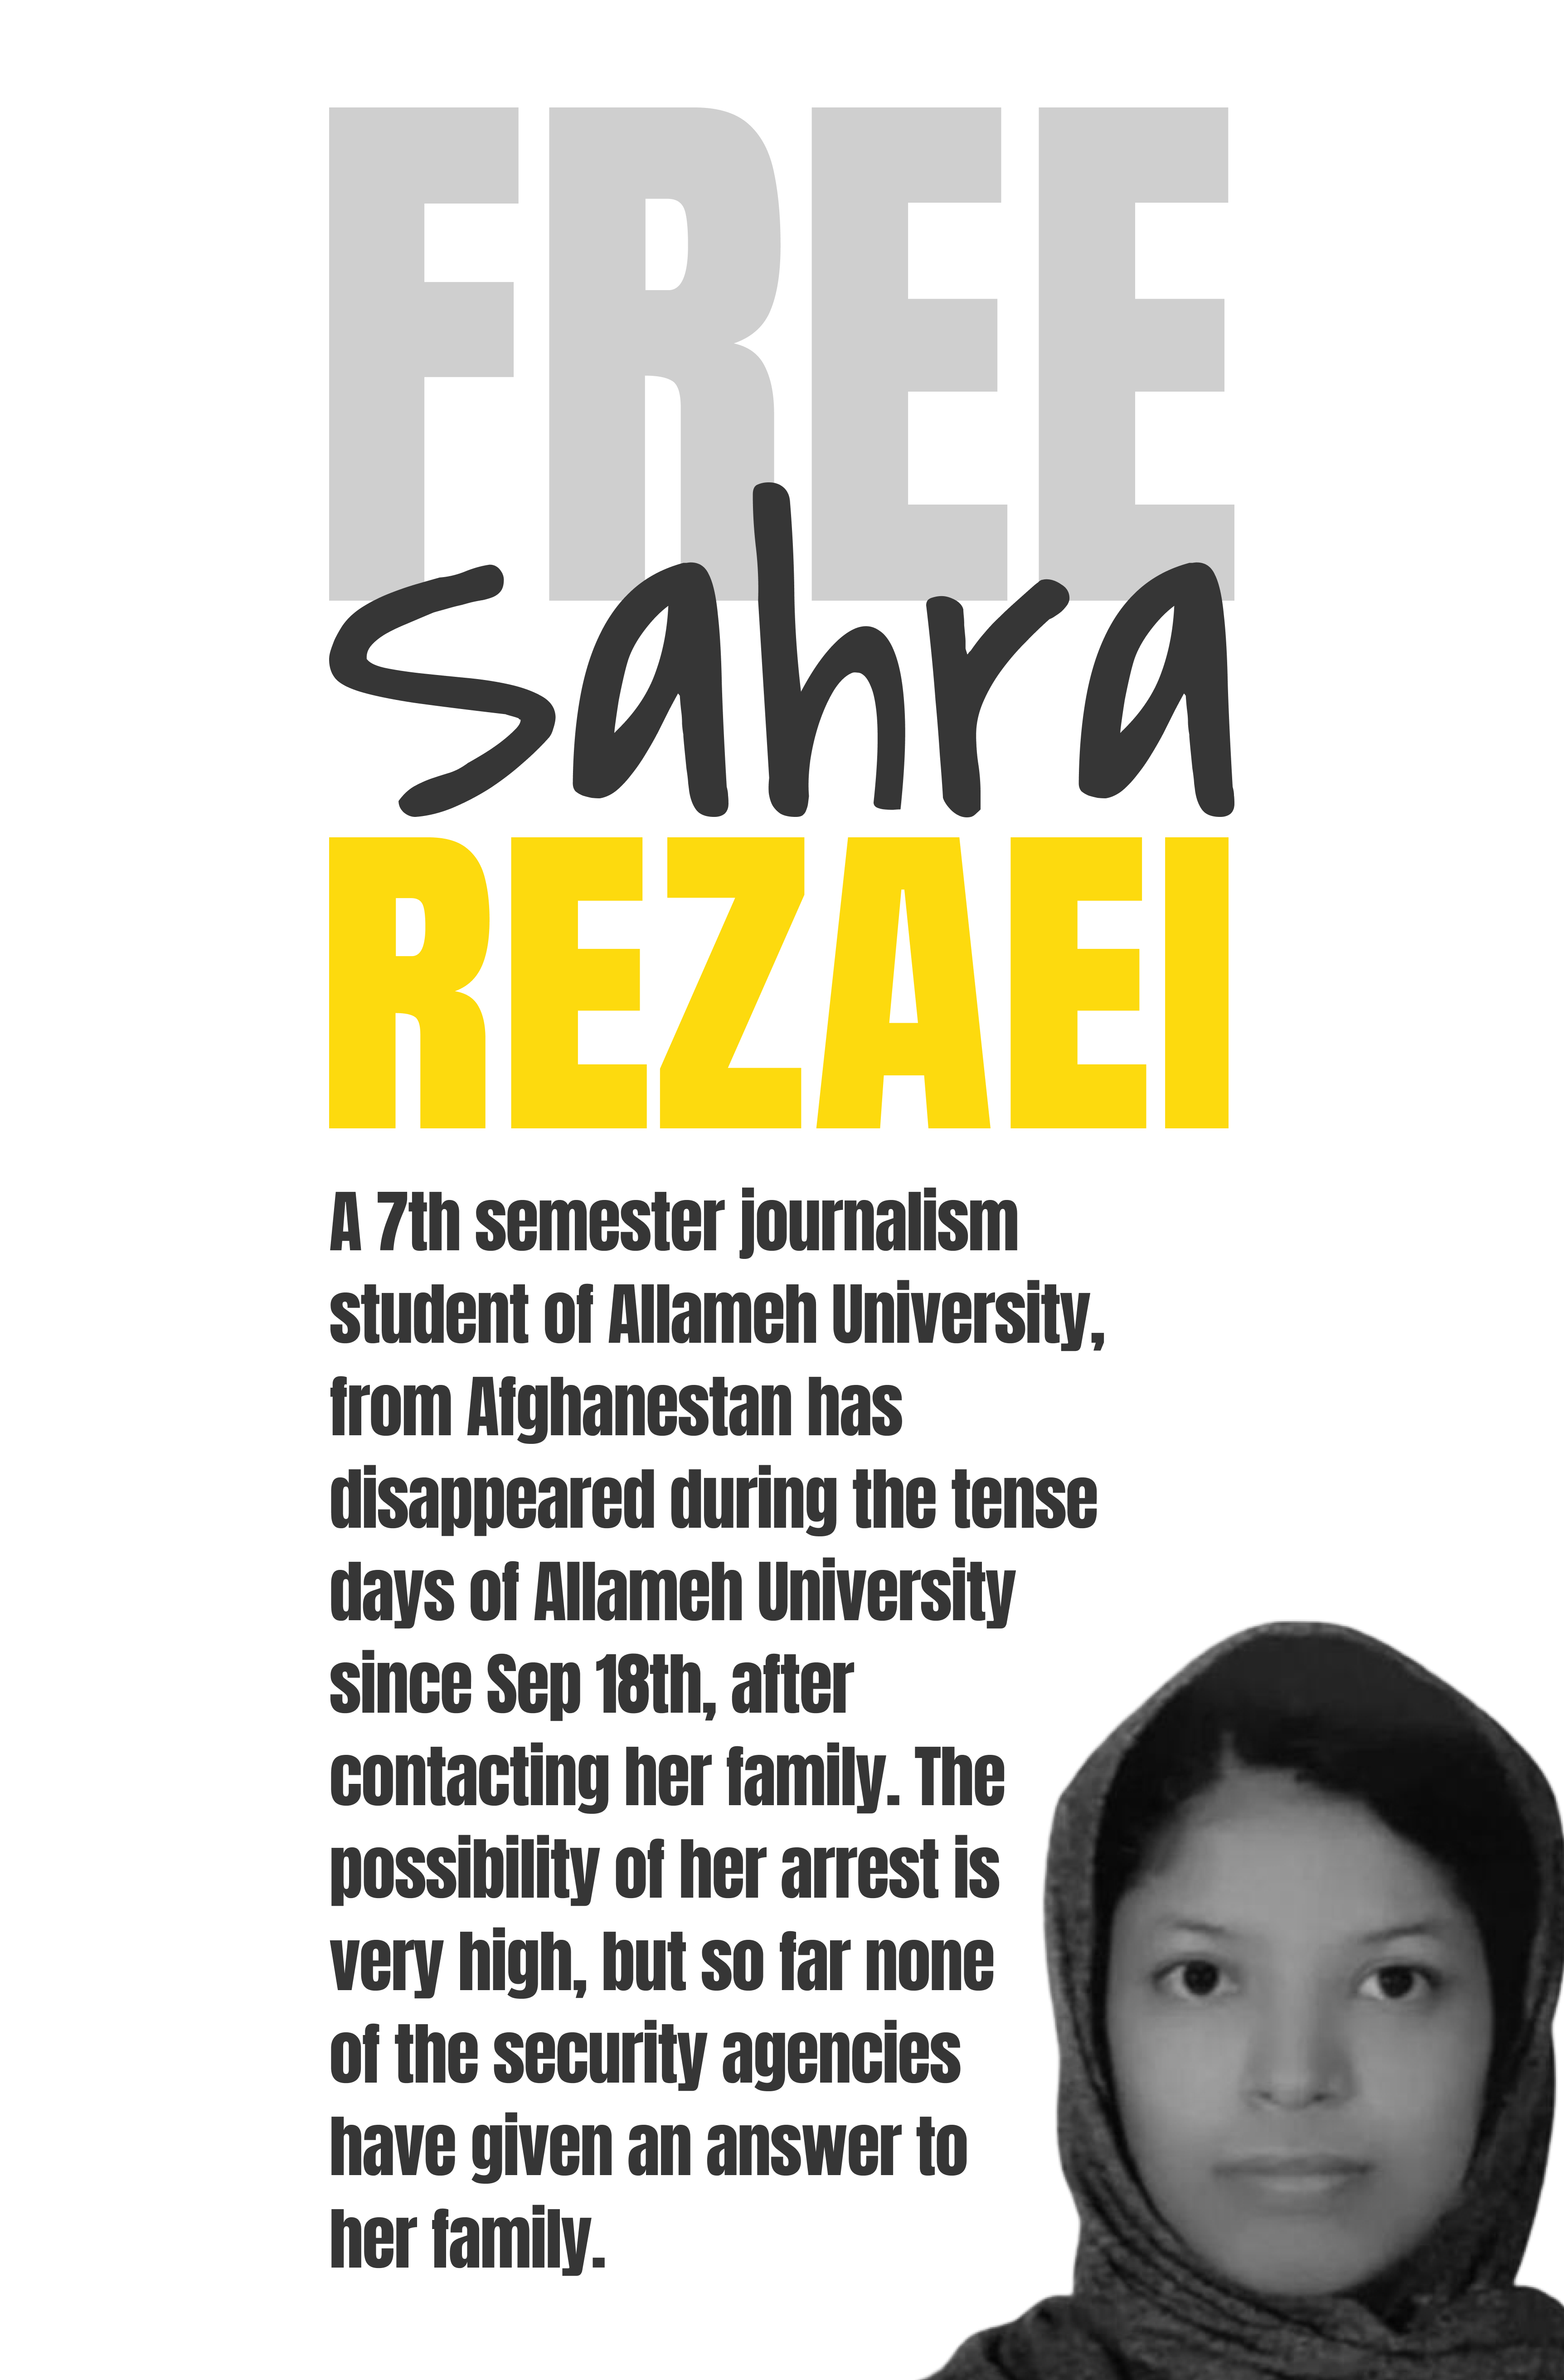 FREE
sahra
REZAEI
A 7th semester journalism
student of Allameh University,
from Afghanestan has
disappeared during the tense
days of Allameh University
since Sep 18th, after
contacting her family. The
possibility of her arrest is
very high, but so far none
of the security agencies
have given an answer to
her family.